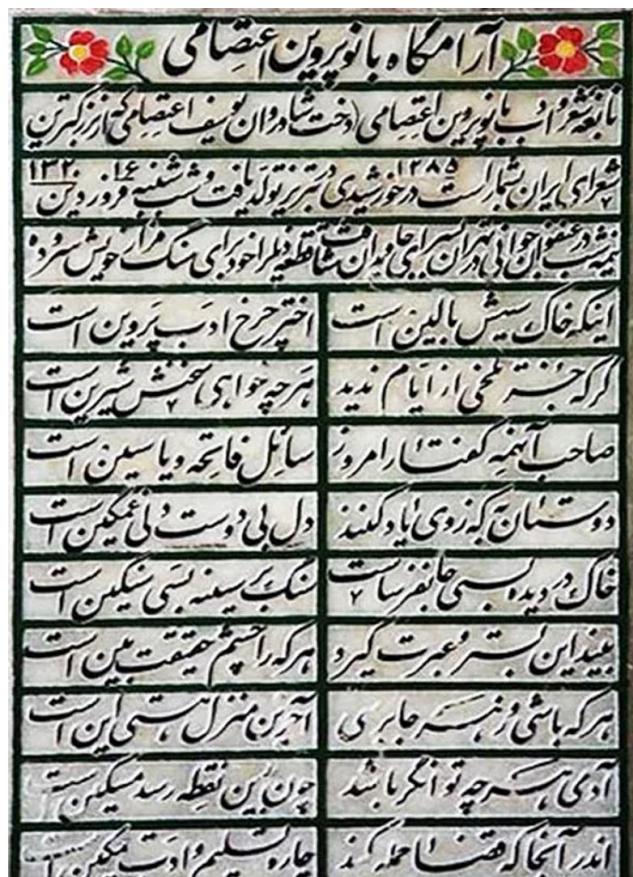 آرامگاه بانو پروین اعتصامی
نابغه شعر و ادب بانو پروین اعتصامی (دخت شادروان یوسف اعتصامی) که از بزرگترین
شعرای ایران بشمار است در ۱۲۸۵ خورشیدی در تبریز تولد یافت و شب شنبه ۱۶ فروردین ۱۳۲۰
نیمه شب در عنفوان جوانی در تهران بسرای جاودان شتافت قطعه ذیل را خود برای سنگ مزار خویش سروده
اینکه خاک سیهش بالین است اختر چرخ ادب پروین است
گر که جز تلخی از ایام ندید هر چه خواهی سخنش شیرین است
صاحب آنهمه گفتار امروز سائل فاتحه و یاسین است
دوستان به که ز وی یاد کنند دل بی دوست دلی غمگین است
خاک در دیده بسی جانفرساست سنگ بر سینه بسی سنگین است
بیند این بستر و عبرت گیرد هر که را چشم حقیقت بین است
هر که باشی و ز هر جا برسی آخرین منزل هستی این است
آدمی هر چه توانگر باشد چون بدین نقطه رسد مسکین است
اندر آنجا که قضا حمله کند چاره تسلیم و ادب تمکین است